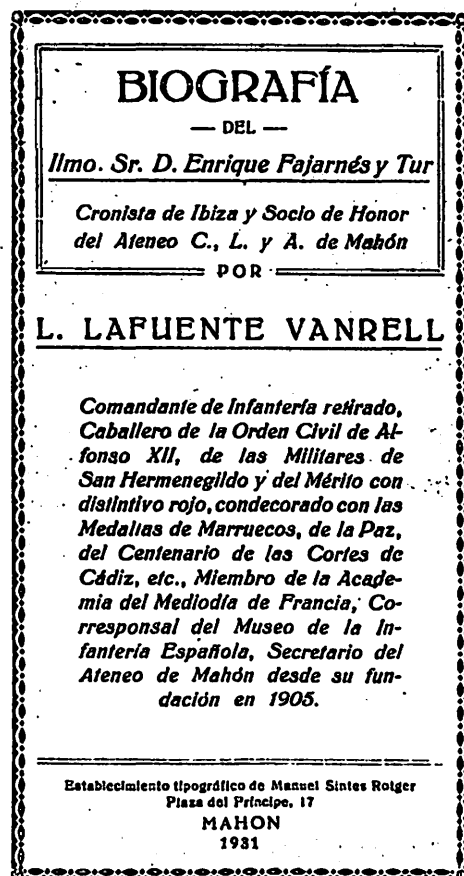 BIOGRAFÍA
— DEL —
Ilmo. Sr. D. Enrique Fajarnés y Tur
Cronista de Ibiza y Socio de Honor
del Ateneo C., L. y A. de Mahón
POR
L. LAFUENTE VANRELL
Comandante de Infantería retirado,
Caballero de la Orden Civil de Al-
fonso XII, de las Militares de
San Hermenegildo y del Mérito con
distintivo rojo, condecorado con las
Medallas de Marruecos, de la Paz,
del Centenario de las Cortes de
Cádiz, etc., Miembro de la Acade-
mia del Mediodía de Francia, Co-
rresponsal del Museo de la In-
fantería Española, Secretario del
Ateneo de Mahón desde su fun-
dación en 1905.
Establecimiento tipográfico de Manuel Sintes Rotger
Plaza del Príncipe, 17
MAHON
1931